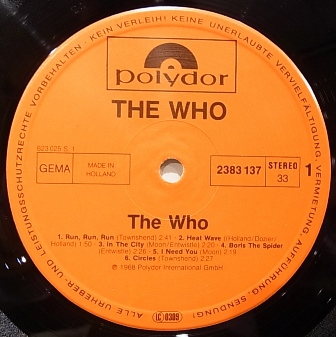 KEIN VERLEIH! KEINE UNERLAUBTE VERVIELFÄLTIGUNG, VERMIETUNG, AUFFÜHRUNG, SENDUNG!
ALLE URHEBER- UND LEISTUNGSSCHUTZRECHTE VORBEHALTEN ·
polydor
THE WHO
623 025 S 1
GEMA
MADE IN
HOLLAND
2383 137
STEREO
33
1
The Who
1. Run, Run, Run (Townshend) 2:41 - 2. Heat Wave ((Holland/Dozier/
Holland) 1:50 - 3. In The City (Moon/Entwistle) 2:20 - 4. Boris The Spider
(Entwistle) 2:26 - 5. I Need You (Moon) 2:19
6. Circles (Townshend)
℗ 1968 Polydor International GmbH
LC 0309